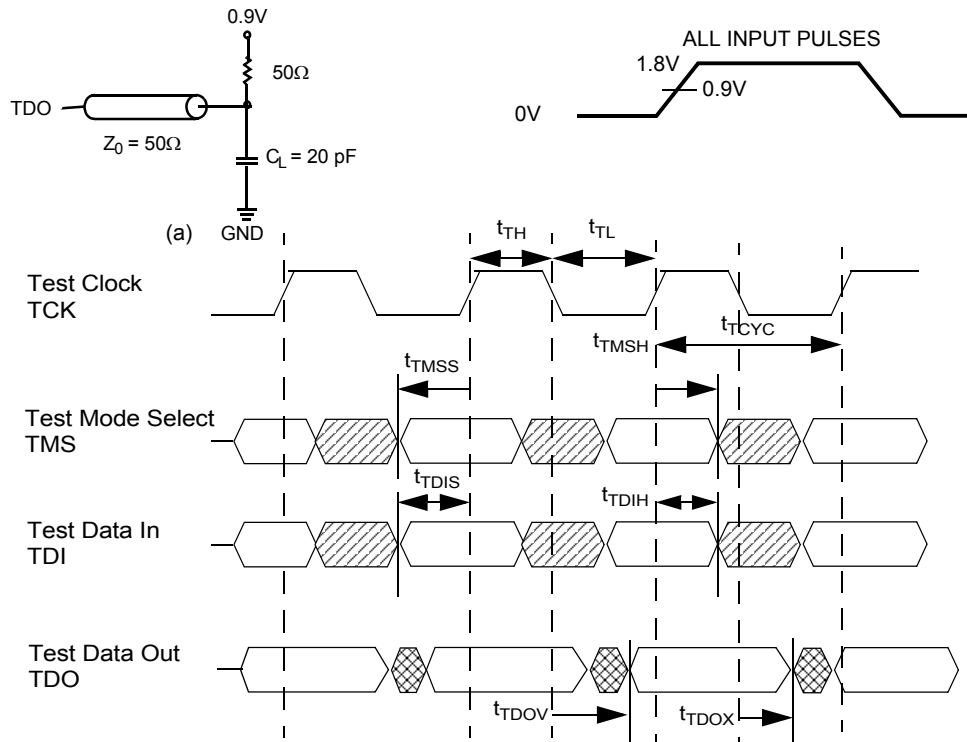 0.9V
50Ω
TDO
Z0 = 50Ω
CL = 20 pF
(a) GND
ALL INPUT PULSES
1.8V
0.9V
0V
tTH
tTL
Test Clock
TCK
tTCYC
tTMSH
tTMSS
Test Mode Select
TMS
tTDIS
tTDIH
Test Data In
TDI
Test Data Out
TDO
tTDOV
tTDOX